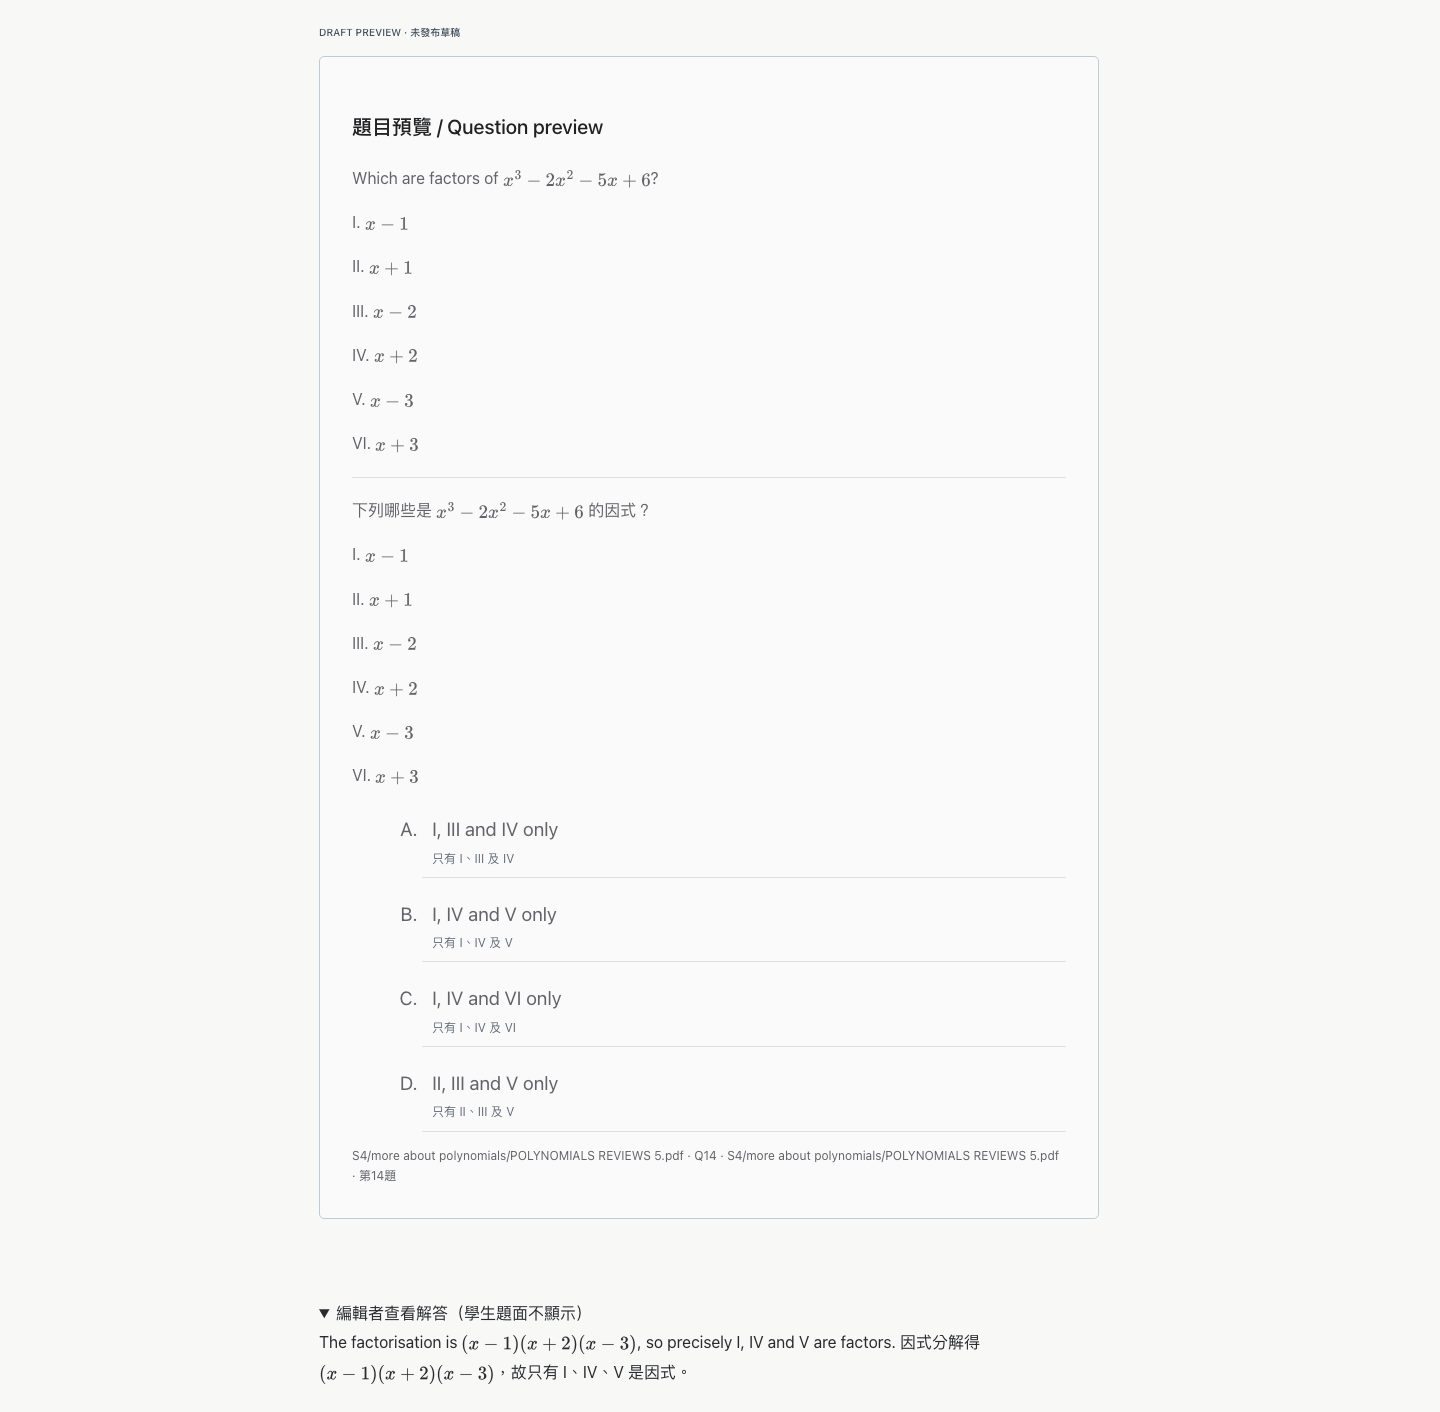 DRAFT PREVIEW · 未發布草稿
題目預覽 / Question preview
Which are factors of x³ − 2x² − 5x + 6?
I. x − 1
II. x + 1
III. x − 2
IV. x + 2
V. x − 3
VI. x + 3
下列哪些是 x³ − 2x² − 5x + 6 的因式？
I. x − 1
II. x + 1
III. x − 2
IV. x + 2
V. x − 3
VI. x + 3
A. I, III and IV only
只有 I、III 及 IV
B. I, IV and V only
只有 I、IV 及 V
C. I, IV and VI only
只有 I、IV 及 VI
D. II, III and V only
只有 II、III 及 V
S4/more about polynomials/POLYNOMIALS REVIEWS 5.pdf · Q14 · S4/more about polynomials/POLYNOMIALS REVIEWS 5.pdf
· 第14題
▼ 編輯者查看解答（學生題面不顯示）
The factorisation is (x − 1)(x + 2)(x − 3), so precisely I, IV and V are factors. 因式分解得
(x − 1)(x + 2)(x − 3)，故只有 I、IV、V 是因式。